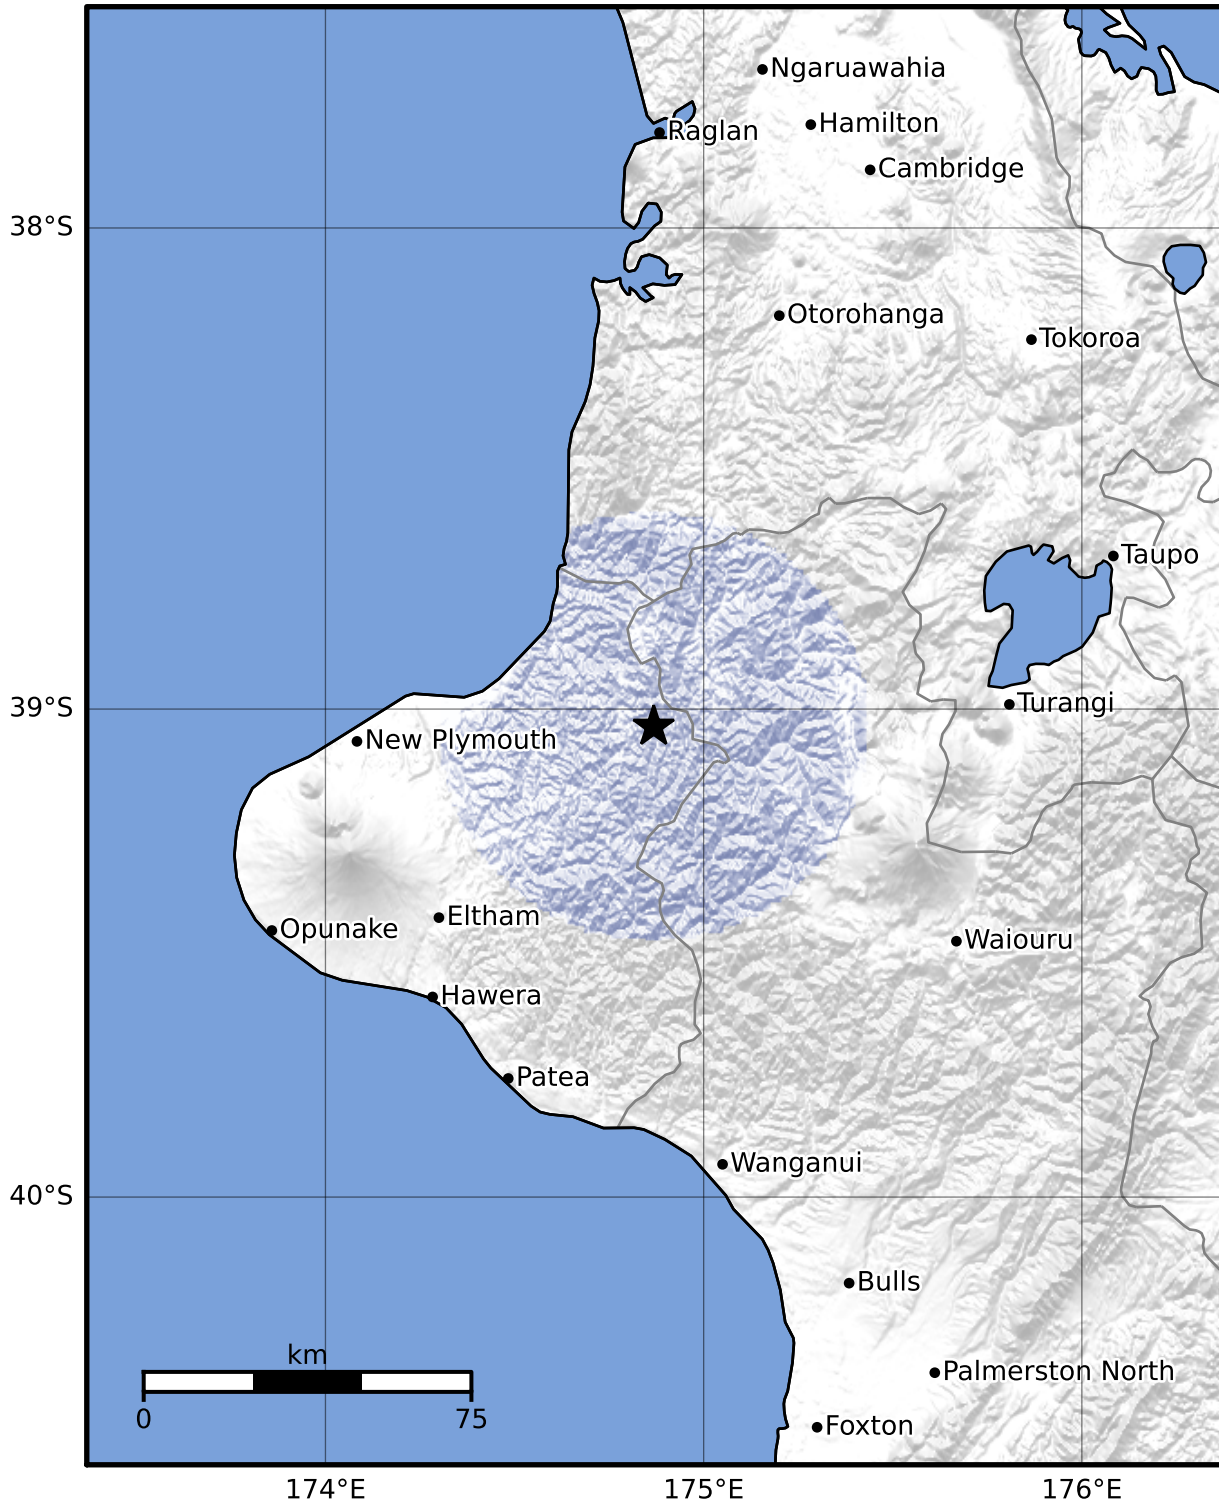 Ngaruawahia
Hamilton
Raglan
Cambridge
38°S
Otorohanga
Tokoroa
Taupo
Turangi
39°S
New Plymouth
Eltham
Opunake
Waiouru
Hawera
Patea
Wanganui
40°S
Bulls
km
Palmerston North
0 75
Foxton
174°E 175°E 176°E